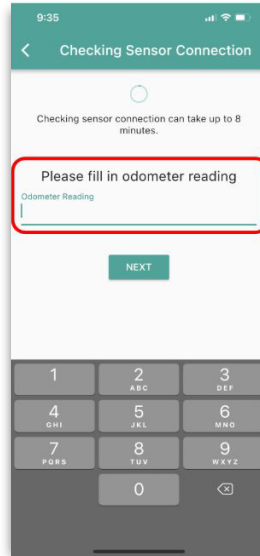 9:35
Checking Sensor Connection
Checking sensor connection can take up to 8
minutes.
Please fill in odometer reading
Odometer Reading
NEXT
1 2 3
ABC DEF
4 5 6
GHI JKL MNO
7 8 9
PQRS TUV WXYZ
0